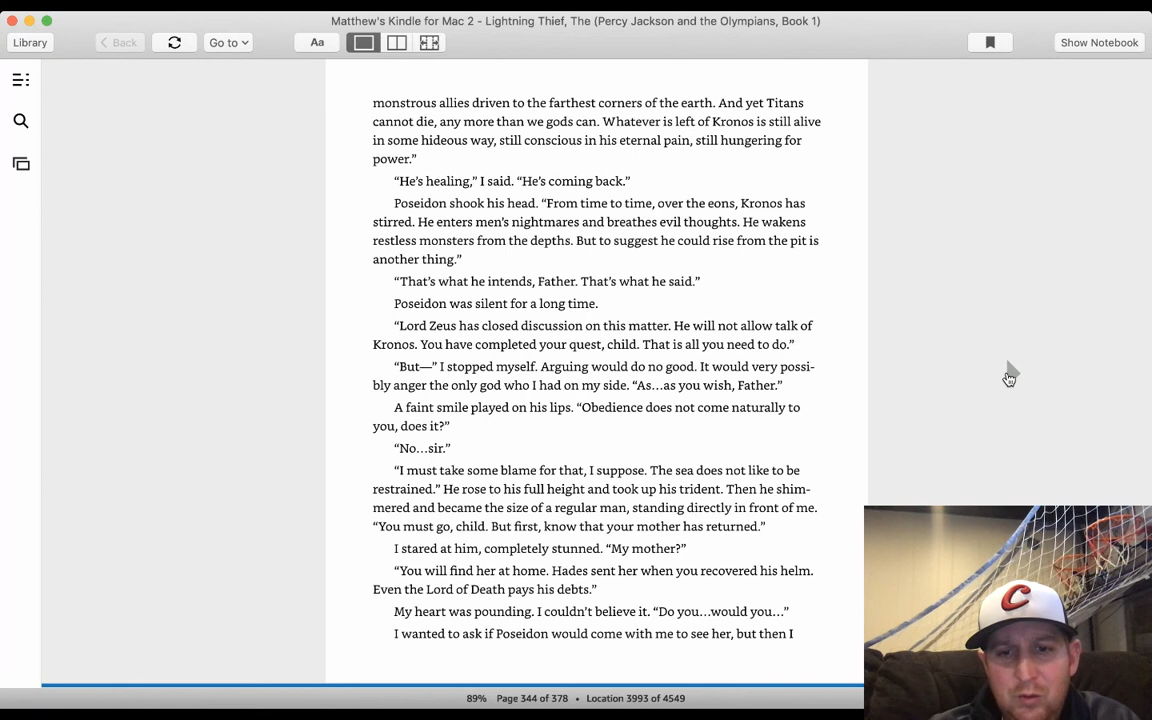 Matthew's Kindle for Mac 2 - Lightning Thief, The (Percy Jackson and the Olympians, Book 1)
Library
Back
Go to
Aa
Show Notebook
monstrous allies driven to the farthest corners of the earth. And yet Titans
cannot die, any more than we gods can. Whatever is left of Kronos is still alive
in some hideous way, still conscious in his eternal pain, still hungering for
power.”
“He’s healing,” I said. “He’s coming back.”
Poseidon shook his head. “From time to time, over the eons, Kronos has
stirred. He enters men’s nightmares and breathes evil thoughts. He wakens
restless monsters from the depths. But to suggest he could rise from the pit is
another thing.”
“That’s what he intends, Father. That’s what he said.”
Poseidon was silent for a long time.
“Lord Zeus has closed discussion on this matter. He will not allow talk of
Kronos. You have completed your quest, child. That is all you need to do.”
“But—” I stopped myself. Arguing would do no good. It would very possi-
bly anger the only god who I had on my side. “As…as you wish, Father.”
A faint smile played on his lips. “Obedience does not come naturally to
you, does it?”
“No…sir.”
“I must take some blame for that, I suppose. The sea does not like to be
restrained.” He rose to his full height and took up his trident. Then he shim-
mered and became the size of a regular man, standing directly in front of me.
“You must go, child. But first, know that your mother has returned.”
I stared at him, completely stunned. “My mother?”
“You will find her at home. Hades sent her when you recovered his helm.
Even the Lord of Death pays his debts.”
My heart was pounding. I couldn’t believe it. “Do you…would you…”
I wanted to ask if Poseidon would come with me to see her, but then I
C
89% Page 344 of 378 • Location 3993 of 4549